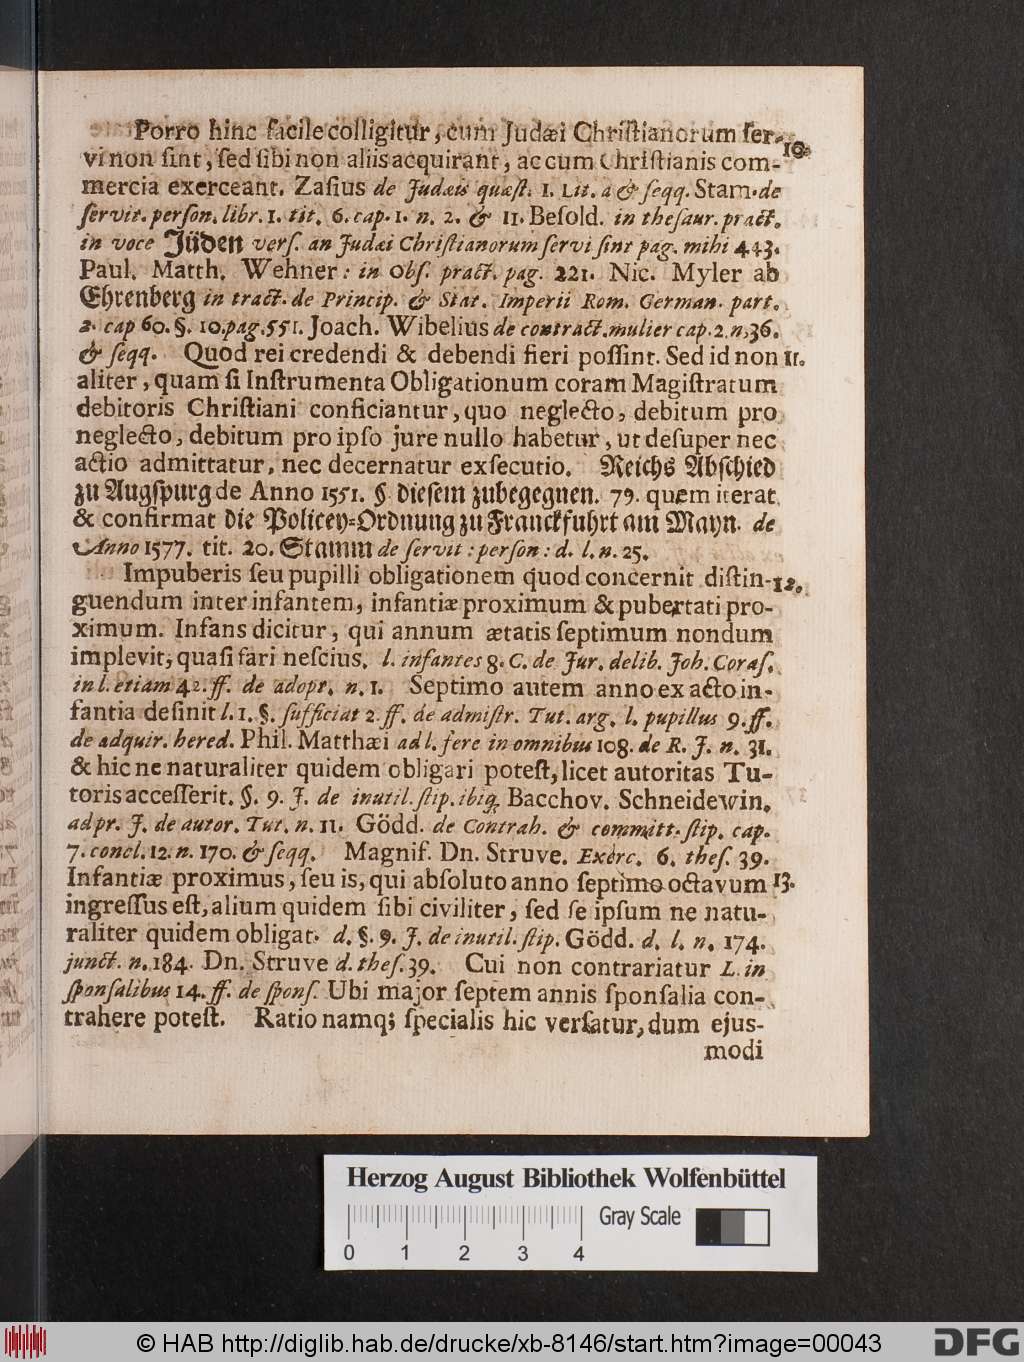 Porro hinc facile colligitur, cum Judæi Christianorum ser- 10.
vi non sint, sed sibi non aliis acquirant, ac cum Christianis com-
mercia exerceant. Zasius de Judæis quæst. 1. Lit. a & seqq. Stam. de
servit. person. libr. 1. tit. 6. cap. 1. n. 2. & 11. Besold. in thesaur. pract.
in voce Jüden vers. an Judæi Christianorum servi sint pag. mihi 443.
Paul. Matth. Wehner: in obs. pract. pag. 221. Nic. Myler ab
Ehrenberg in tract. de Princip. & Stat. Imperii Rom. German. part.
2. cap 60. §. 10. pag. 551. Joach. Wibelius de contract. mulier cap. 2. n. 36.
& seqq. Quod rei credendi & debendi fieri possint. Sed id non 11.
aliter, quam si Instrumenta Obligationum coram Magistratum
debitoris Christiani conficiantur, quo neglecto, debitum pro
neglecto, debitum pro ipso jure nullo habetur, ut desuper nec
actio admittatur, nec decernatur exsecutio. Reichs Abschied
zu Augspurg de Anno 1551. §. diesem zubegegnen. 79. quem iterat
& confirmat die Policey-Ordnung zu Franckfuhrt am Mayn. de
Anno 1577. tit. 20. Stamm de servit: person: d. l. n. 25.
Impuberis seu pupilli obligationem quod concernit distin- 12.
guendum inter infantem, infantiæ proximum & pubertati pro-
ximum. Infans dicitur, qui annum ætatis septimum nondum
implevit, quasi fari nescius. l. infantes 8. C. de Jur. delib. Joh. Coras.
in l. etiam 42. ff. de adopt. n. 1. Septimo autem anno exacto in-
fantia definit l. 1. §. sufficiat 2. ff. de admistr. Tut. arg. l. pupillus 9. ff.
de adquir. hered. Phil. Matthæi ad l. fere in omnibus 108. de R. J. n. 31.
& hic ne naturaliter quidem obligari potest, licet autoritas Tu-
toris accesserit. §. 9. J. de inutil. stip. ibiq; Bacchov. Schneidewin.
ad pr. J. de autor. Tut. n. 11. Gödd. de Contrah. & committ. stip. cap.
7. concl. 12. n. 170. & seqq. Magnif. Dn. Struve. Exerc. 6. thes. 39.
Infantiæ proximus, seu is, qui absoluto anno septimo octavum 13.
ingressus est, alium quidem sibi civiliter, sed se ipsum ne natu-
raliter quidem obligat. d. §. 9. J. de inutil. stip. Gödd. d. l. n. 174.
junct. n. 184. Dn. Struve d. thes. 39. Cui non contrariatur L. in
sponsalibus 14. ff. de spons. Ubi major septem annis sponsalia con-
trahere potest. Ratio namq; specialis hic versatur, dum ejus-
modi
Herzog August Bibliothek Wolfenbüttel
Gray Scale
0 1 2 3 4
© HAB http://diglib.hab.de/drucke/xb-8146/start.htm?image=00043
DFG